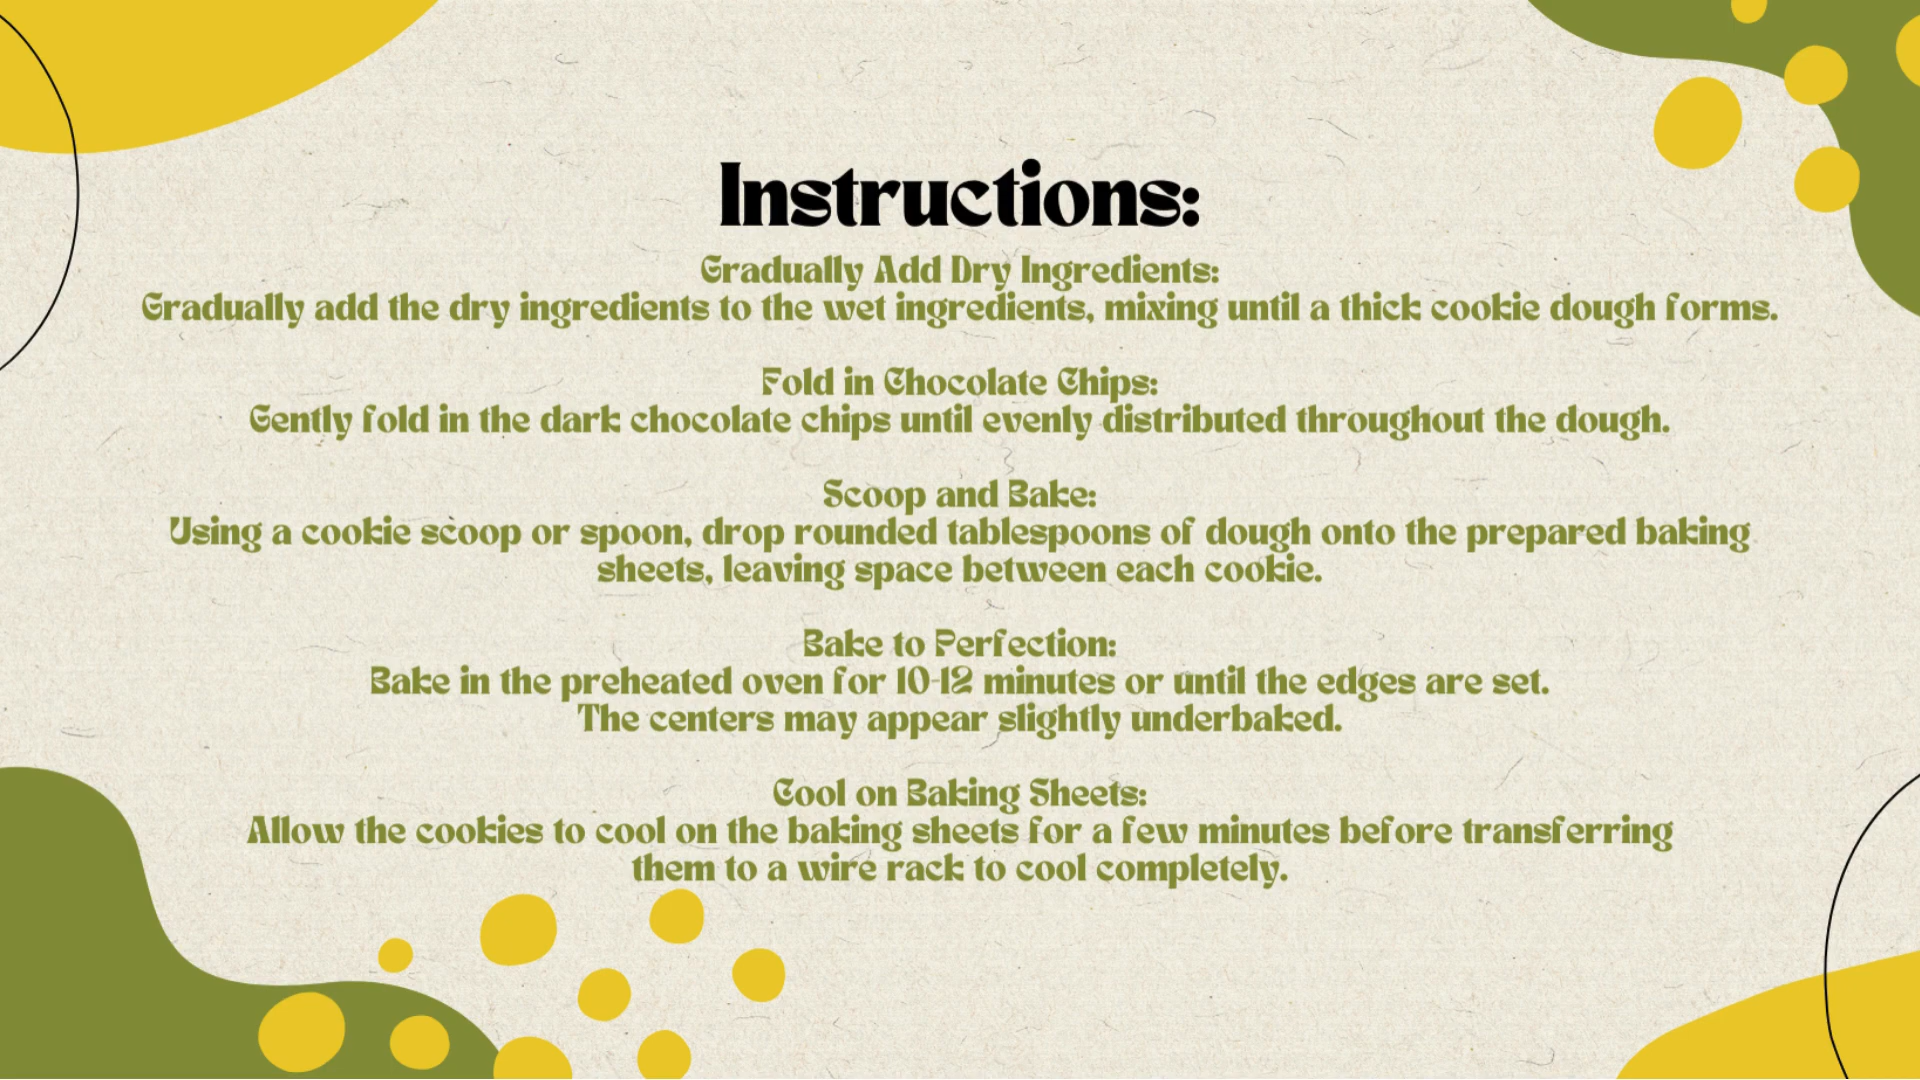 Instructions:
Gradually Add Dry Ingredients:
Gradually add the dry ingredients to the wet ingredients, mixing until a thick cookie dough forms.
Fold in Chocolate Chips:
Gently fold in the dark chocolate chips until evenly distributed throughout the dough.
Scoop and Bake:
Using a cookie scoop or spoon, drop rounded tablespoons of dough onto the prepared baking
sheets, leaving space between each cookie.
Bake to Perfection:
Bake in the preheated oven for 10-12 minutes or until the edges are set.
The centers may appear slightly underbaked.
Cool on Baking Sheets:
Allow the cookies to cool on the baking sheets for a few minutes before transferring
them to a wire rack to cool completely.